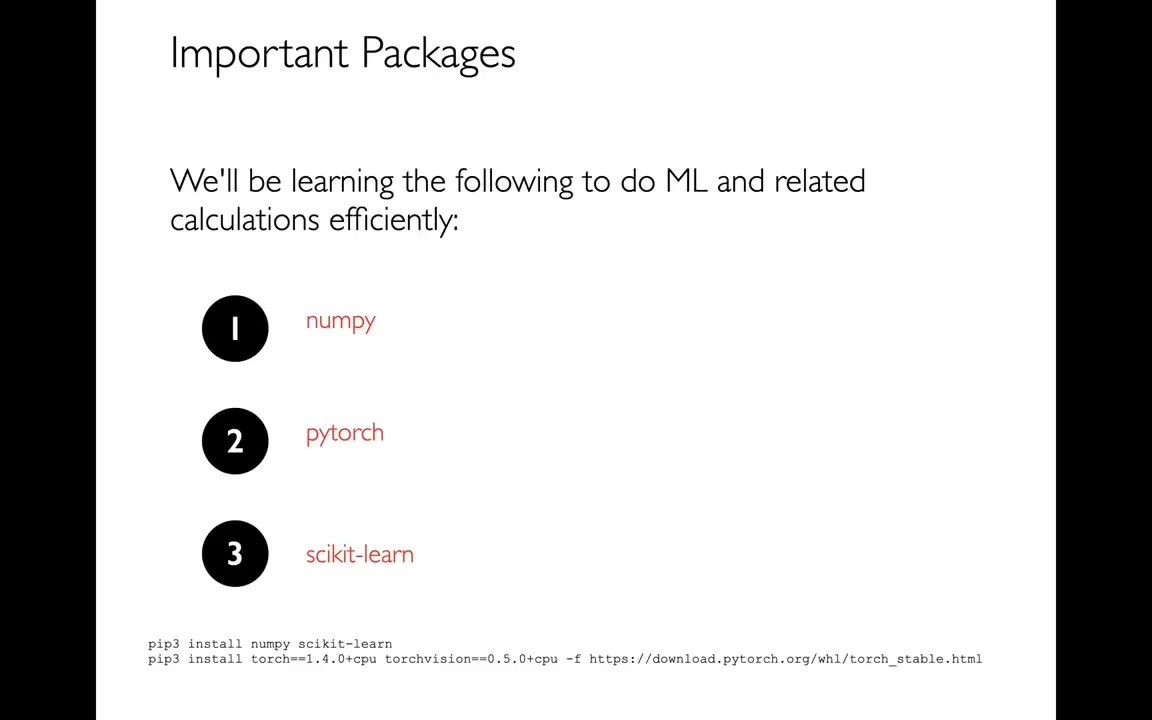 Important Packages
We'll be learning the following to do ML and related
calculations efficiently:
1 numpy
2 pytorch
3 scikit-learn
pip3 install numpy scikit-learn
pip3 install torch==1.4.0+cpu torchvision==0.5.0+cpu -f https://download.pytorch.org/whl/torch_stable.html